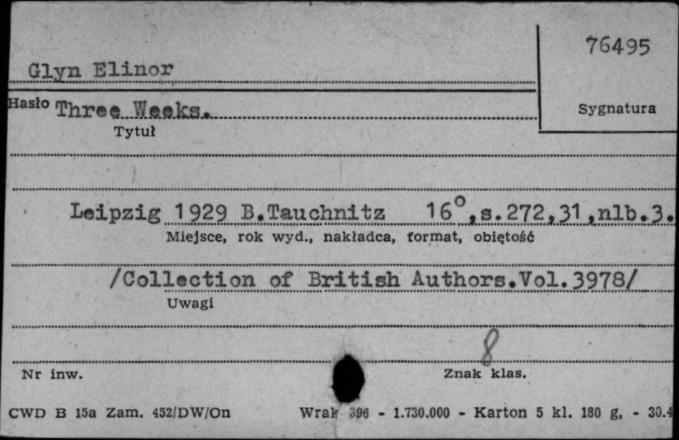 76495
Glyn Elinor
Hasło Three Weeks.
Sygnatura
Tytuł
Leipzig 1929 B.Tauchnitz 16°,s.272,31,nlb.3.
Miejsce, rok wyd., nakładca, format, objętość
/Collection of British Authors.Vol.3978/
Uwagi
8
Nr inw.
Znak klas.
CWD B 15a Zam. 452/DW/On Wrak 396 - 1.730.000 - Karton 5 kl. 180 g, - 30.4